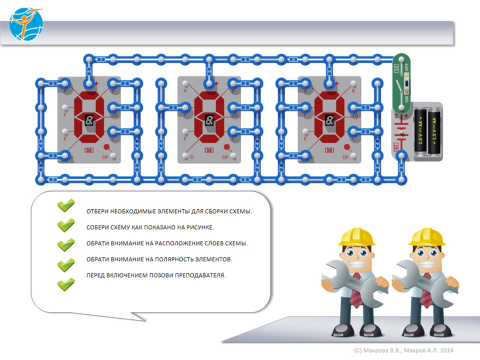 ОТБЕРИ НЕОБХОДИМЫЕ ЭЛЕМЕНТЫ ДЛЯ СБОРКИ СХЕМЫ.
СОБЕРИ СХЕМУ КАК ПОКАЗАНО НА РИСУНКЕ.
ОБРАТИ ВНИМАНИЕ НА РАСПОЛОЖЕНИЕ СЛОЕВ СХЕМЫ.
ОБРАТИ ВНИМАНИЕ НА ПОЛЯРНОСТЬ ЭЛЕМЕНТОВ.
ПЕРЕД ВКЛЮЧЕНИЕМ ПОЗОВИ ПРЕПОДАВАТЕЛЯ.
(С) Макрова В.В., Макров А.Л. 2014